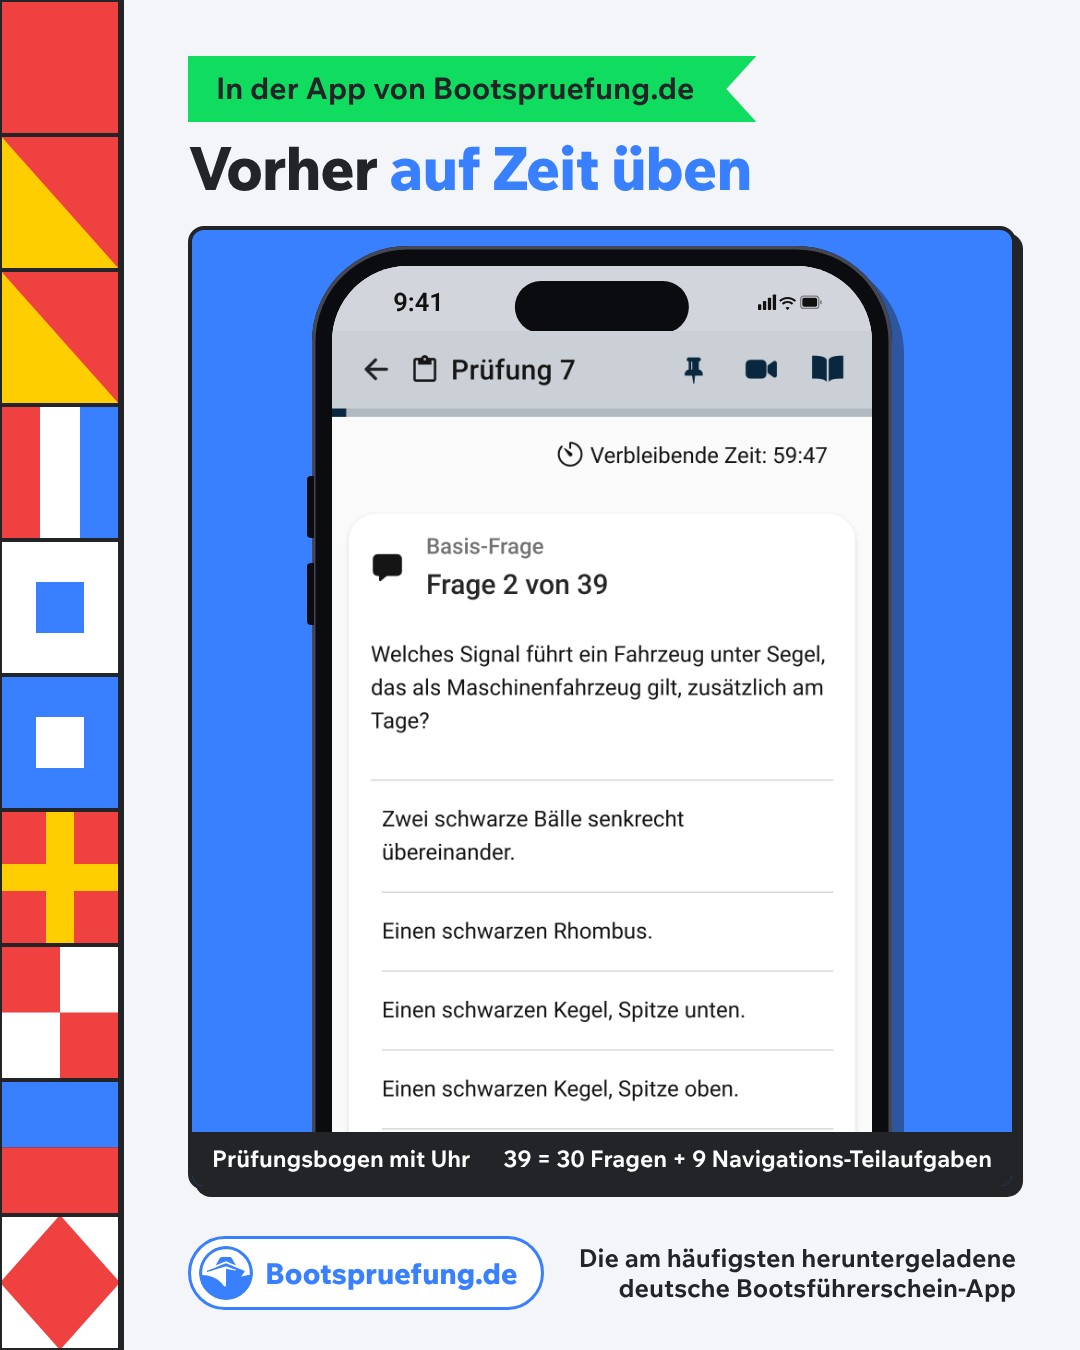 In der App von Bootspruefung.de
Vorher auf Zeit üben
9:41
Prüfung 7
Verbleibende Zeit: 59:47
Basis-Frage
Frage 2 von 39
Welches Signal führt ein Fahrzeug unter Segel,
das als Maschinenfahrzeug gilt, zusätzlich am
Tage?
Zwei schwarze Bälle senkrecht
übereinander.
Einen schwarzen Rhombus.
Einen schwarzen Kegel, Spitze unten.
Einen schwarzen Kegel, Spitze oben.
Prüfungsbogen mit Uhr 39 = 30 Fragen + 9 Navigations-Teilaufgaben
Bootspruefung.de
Die am häufigsten heruntergeladene
deutsche Bootsführerschein-App